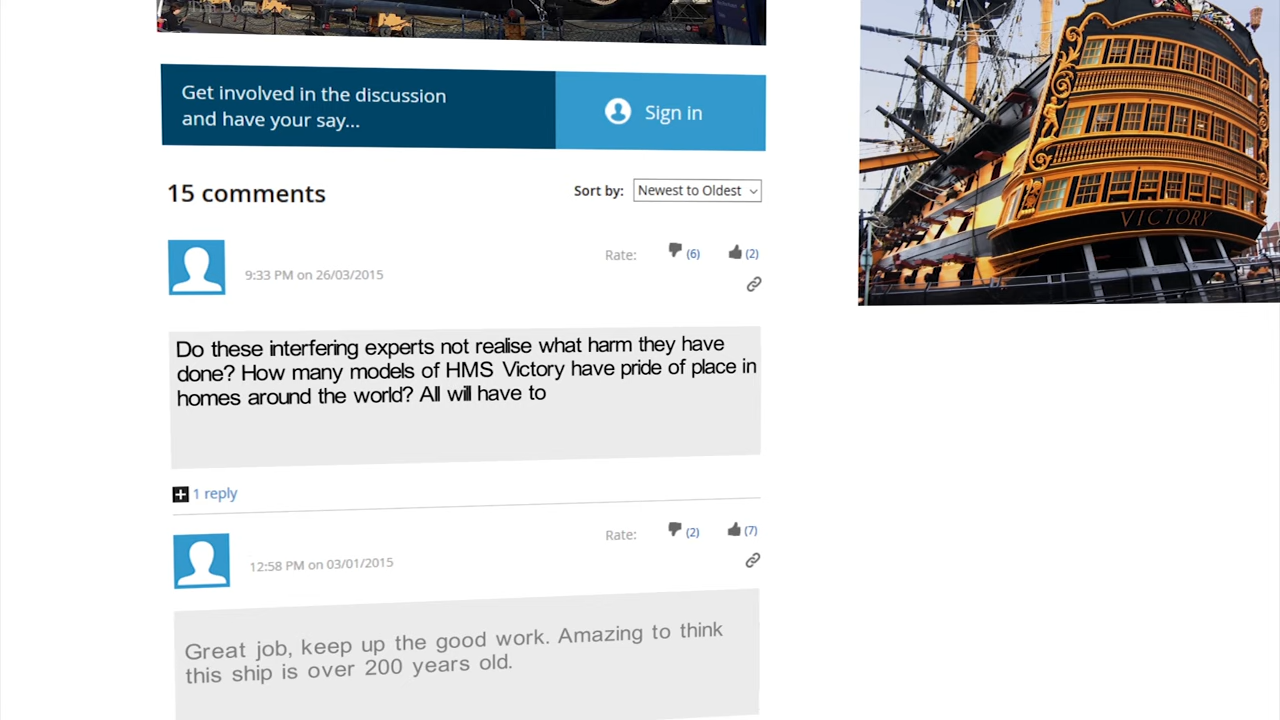 Get involved in the discussion
and have your say...
Sign in
15 comments
Sort by: Newest to Oldest
9:33 PM on 26/03/2015
Rate: (6) (2)
Do these interfering experts not realise what harm they have
done? How many models of HMS Victory have pride of place in
homes around the world? All will have to
1 reply
12:58 PM on 03/01/2015
Rate: (2) (7)
Great job, keep up the good work. Amazing to think
this ship is over 200 years old.
VICTORY